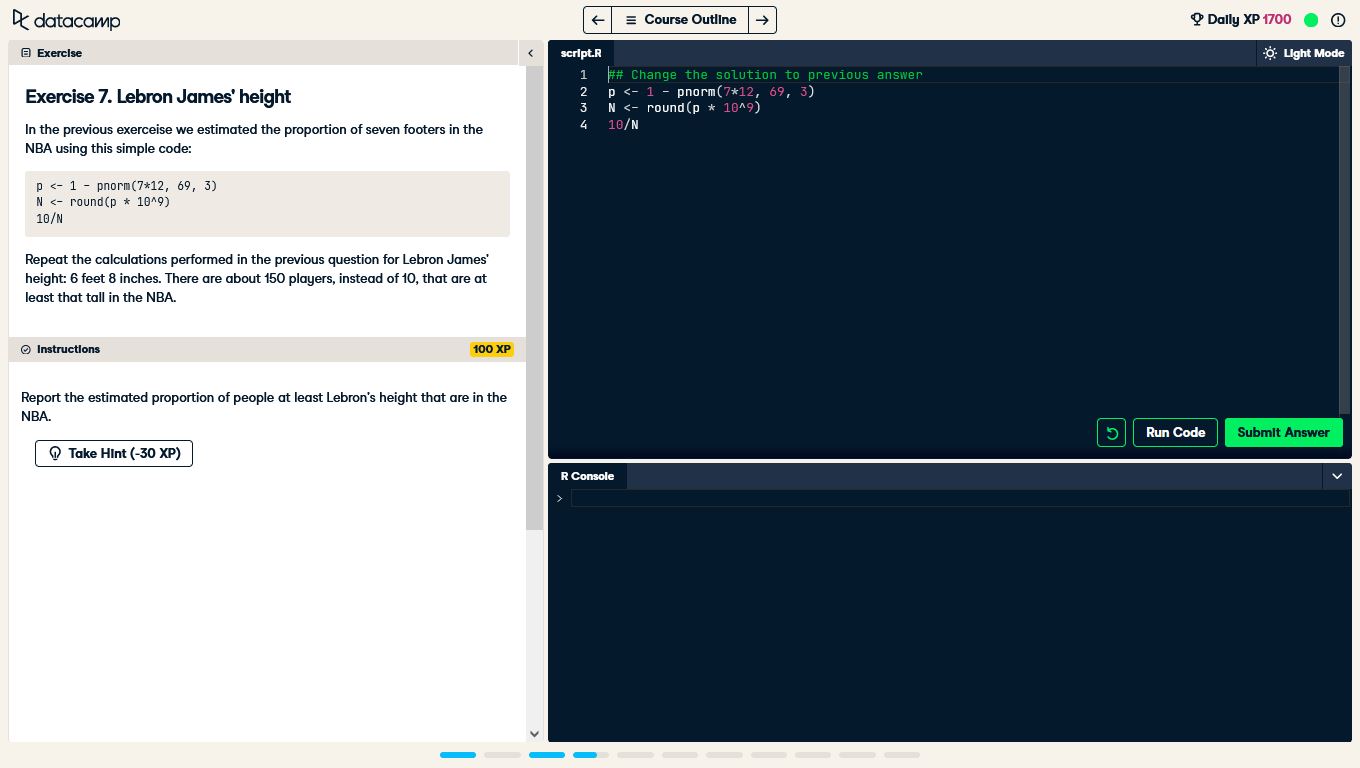 datacamp
Course Outline
Daily XP 1700
Exercise
Exercise 7. Lebron James' height
In the previous exerceise we estimated the proportion of seven footers in the
NBA using this simple code:
p <- 1 - pnorm(7*12, 69, 3)
N <- round(p * 10^9)
10/N
Repeat the calculations performed in the previous question for Lebron James'
height: 6 feet 8 inches. There are about 150 players, instead of 10, that are at
least that tall in the NBA.
Instructions
100 XP
Report the estimated proportion of people at least Lebron's height that are in the
NBA.
Take Hint (-30 XP)
script.R
Light Mode
1 ## Change the solution to previous answer
2 p <- 1 - pnorm(7*12, 69, 3)
3 N <- round(p * 10^9)
4 10/N
Run Code
Submit Answer
R Console
>